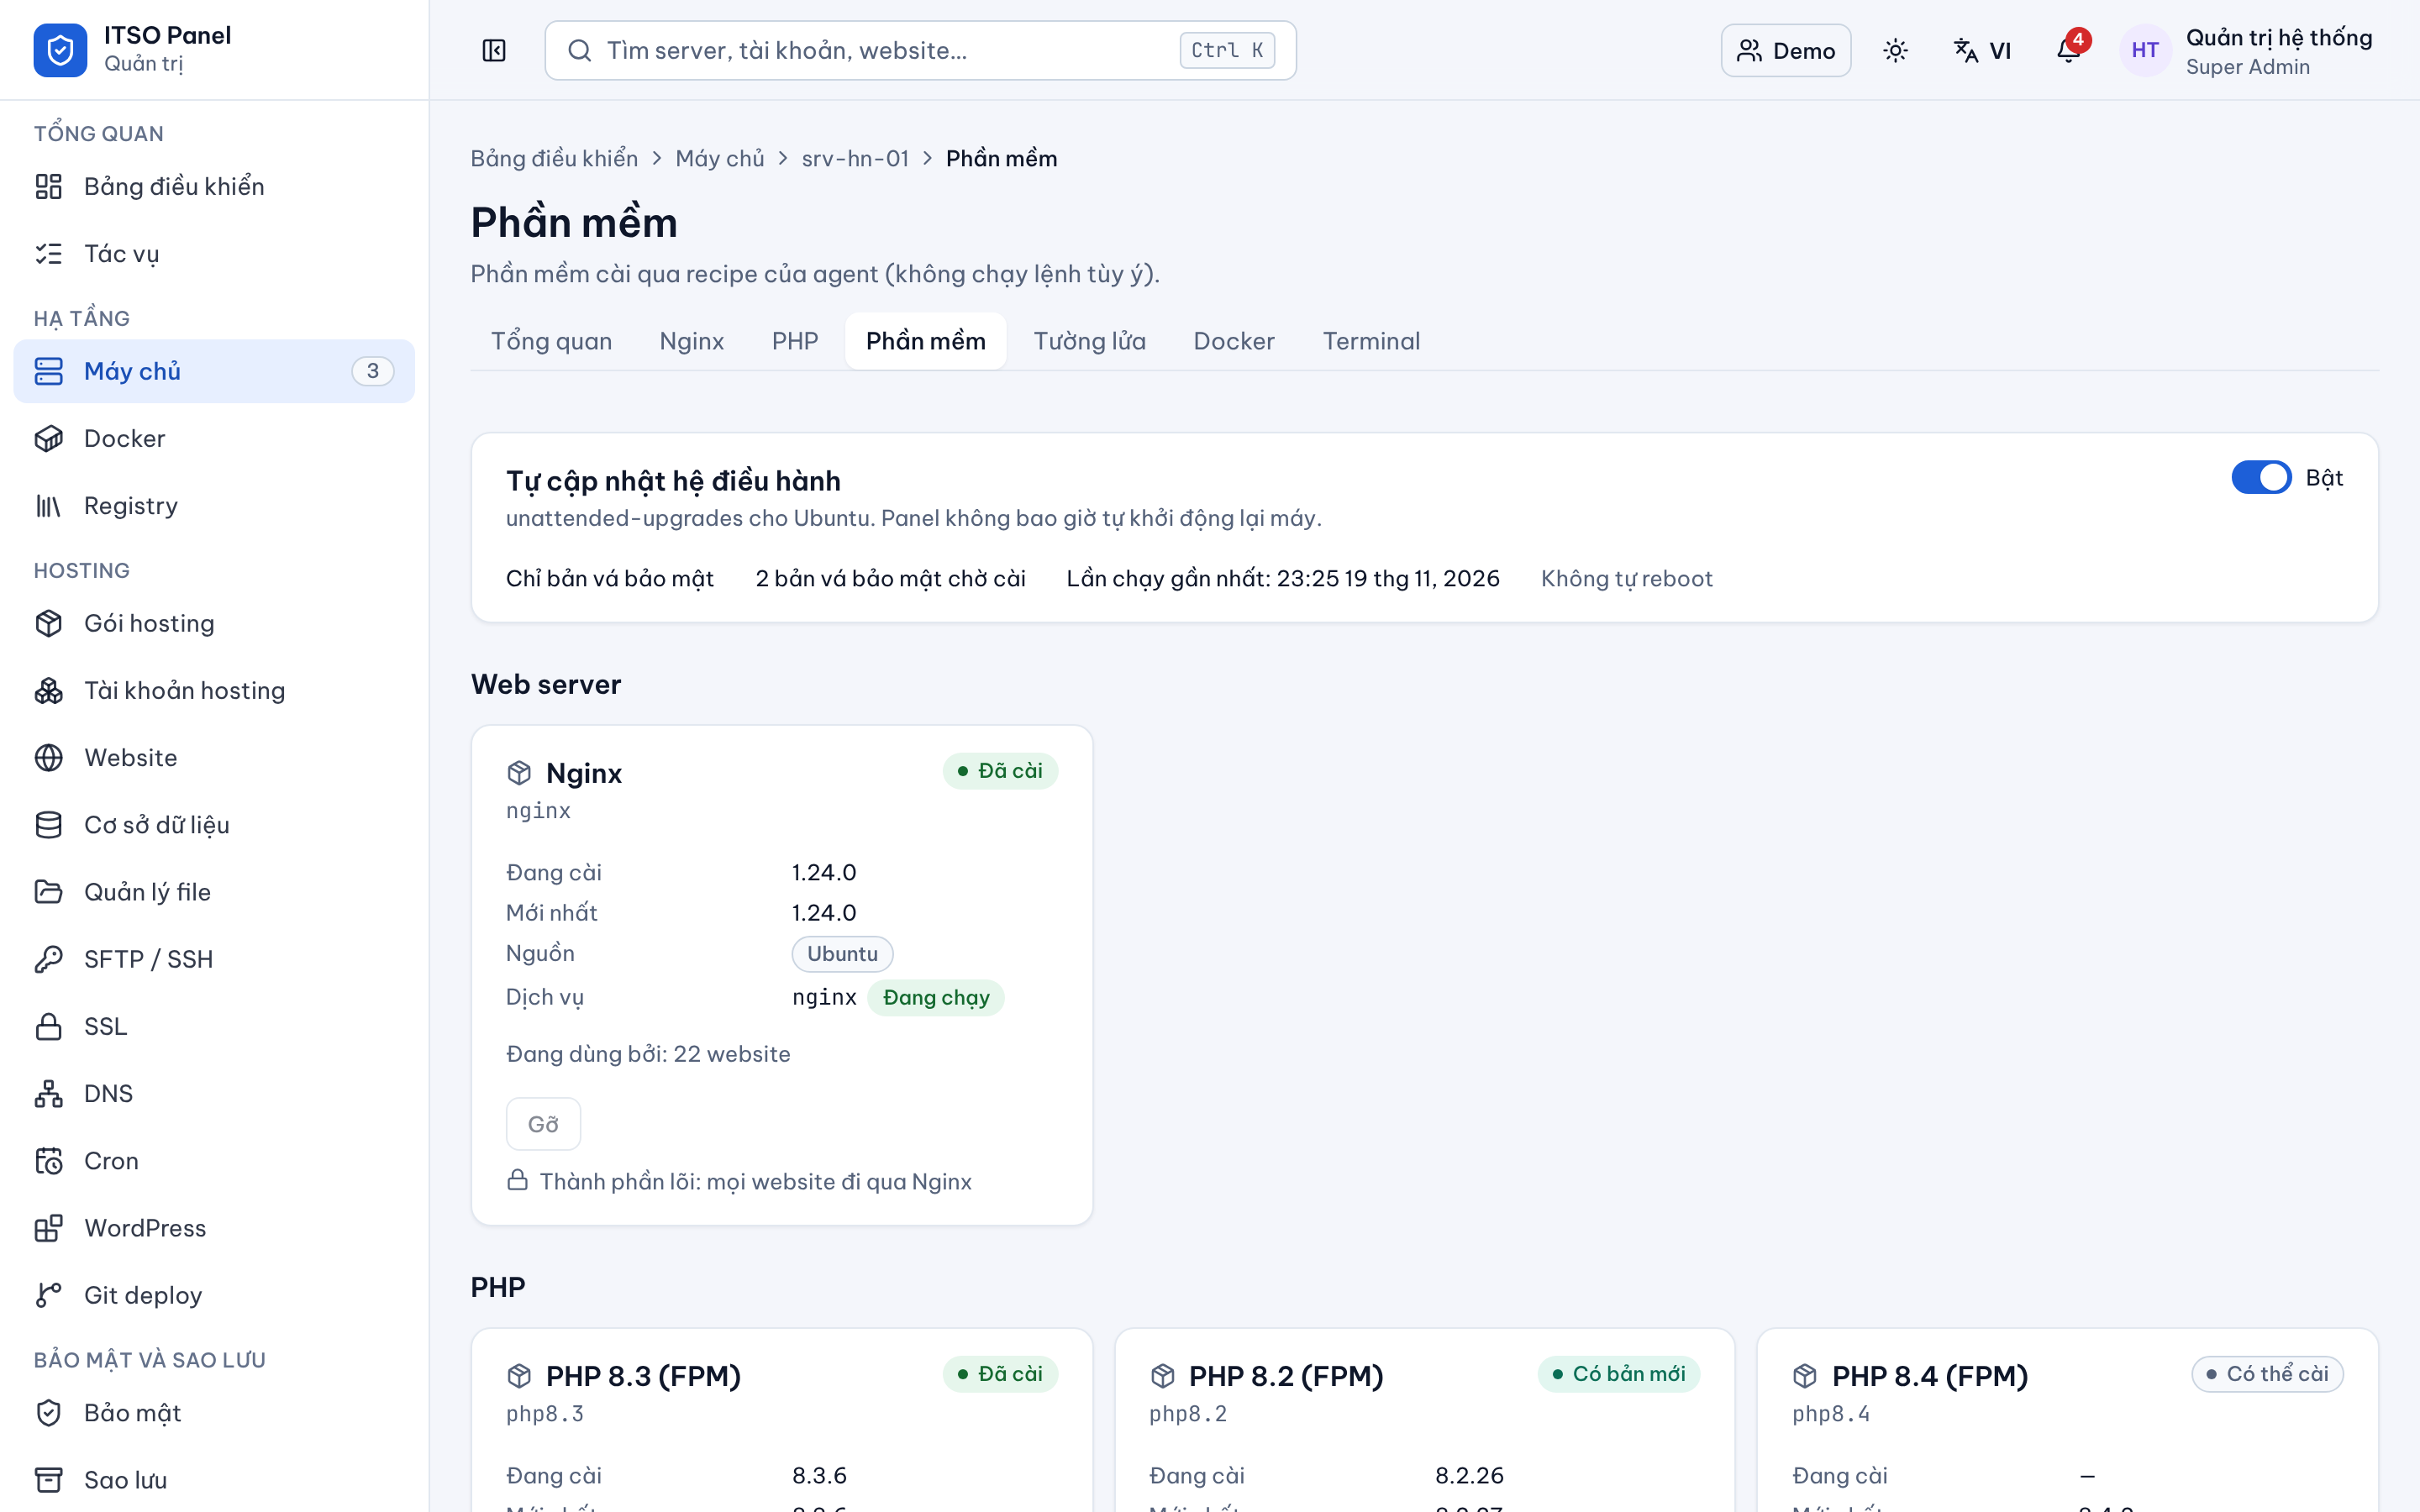 ITSO Panel
Quản trị
Tìm server, tài khoản, website...
Ctrl K
Demo
VI
4
HT
Quản trị hệ thống
Super Admin
TỔNG QUAN
Bảng điều khiển
Tác vụ
HẠ TẦNG
Máy chủ
3
Docker
Registry
HOSTING
Gói hosting
Tài khoản hosting
Website
Cơ sở dữ liệu
Quản lý file
SFTP / SSH
SSL
DNS
Cron
WordPress
Git deploy
BẢO MẬT VÀ SAO LƯU
Bảo mật
Sao lưu
Bảng điều khiển > Máy chủ > srv-hn-01 > Phần mềm
Phần mềm
Phần mềm cài qua recipe của agent (không chạy lệnh tùy ý).
Tổng quan Nginx PHP Phần mềm Tường lửa Docker Terminal
Tự cập nhật hệ điều hành
Bật
unattended-upgrades cho Ubuntu. Panel không bao giờ tự khởi động lại máy.
Chỉ bản vá bảo mật 2 bản vá bảo mật chờ cài Lần chạy gần nhất: 23:25 19 thg 11, 2026 Không tự reboot
Web server
Nginx
Đã cài
nginx
Đang cài 1.24.0
Mới nhất 1.24.0
Nguồn Ubuntu
Dịch vụ nginx Đang chạy
Đang dùng bởi: 22 website
Gỡ
Thành phần lõi: mọi website đi qua Nginx
PHP
PHP 8.3 (FPM)
Đã cài
php8.3
Đang cài 8.3.6
PHP 8.2 (FPM)
Có bản mới
php8.2
Đang cài 8.2.26
PHP 8.4 (FPM)
Có thể cài
php8.4
Đang cài —